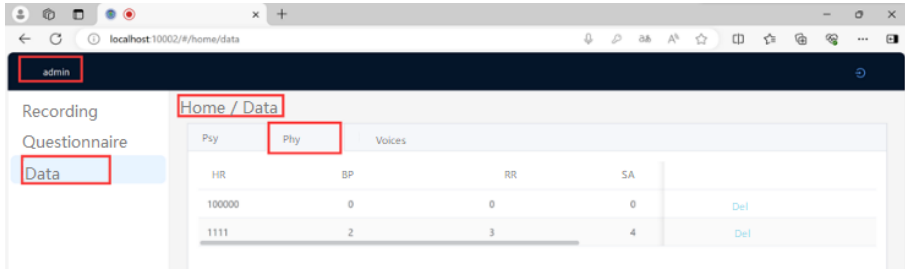 localhost:10002/#/home/data
admin
Recording
Questionnaire
Data
Home / Data
Psy Phy Voices
HR BP RR SA
100000 0 0 0 Del
1111 2 3 4 Del